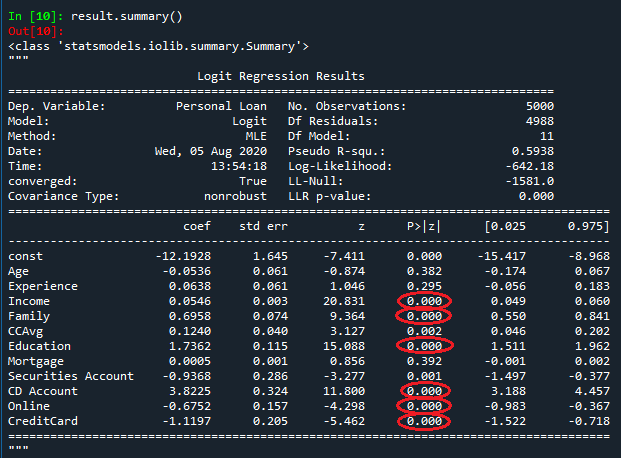 In [10]: result.summary()
Out[10]:
<class 'statsmodels.iolib.summary.Summary'>
"""
                           Logit Regression Results
==============================================================================
Dep. Variable:          Personal Loan   No. Observations:                 5000
Model:                          Logit   Df Residuals:                     4988
Method:                           MLE   Df Model:                           11
Date:                Wed, 05 Aug 2020   Pseudo R-squ.:                  0.5938
Time:                        13:54:18   Log-Likelihood:                -642.18
converged:                       True   LL-Null:                       -1581.0
Covariance Type:            nonrobust   LLR p-value:                     0.000
======================================================================================
                         coef    std err          z      P>|z|      [0.025      0.975]
--------------------------------------------------------------------------------------
const                -12.1928      1.645     -7.411      0.000     -15.417      -8.968
Age                   -0.0536      0.061     -0.874      0.382      -0.174       0.067
Experience             0.0638      0.061      1.046      0.295      -0.056       0.183
Income                 0.0546      0.003     20.831      0.000       0.049       0.060
Family                 0.6958      0.074      9.364      0.000       0.550       0.841
CCAvg                  0.1240      0.040      3.127      0.002       0.046       0.202
Education              1.7362      0.115     15.088      0.000       1.511       1.962
Mortgage               0.0005      0.001      0.856      0.392      -0.001       0.002
Securities Account    -0.9368      0.286     -3.277      0.001      -1.497      -0.377
CD Account             3.8225      0.324     11.800      0.000       3.188       4.457
Online                -0.6752      0.157     -4.298      0.000      -0.983      -0.367
CreditCard            -1.1197      0.205     -5.462      0.000      -1.522      -0.718
======================================================================================
"""